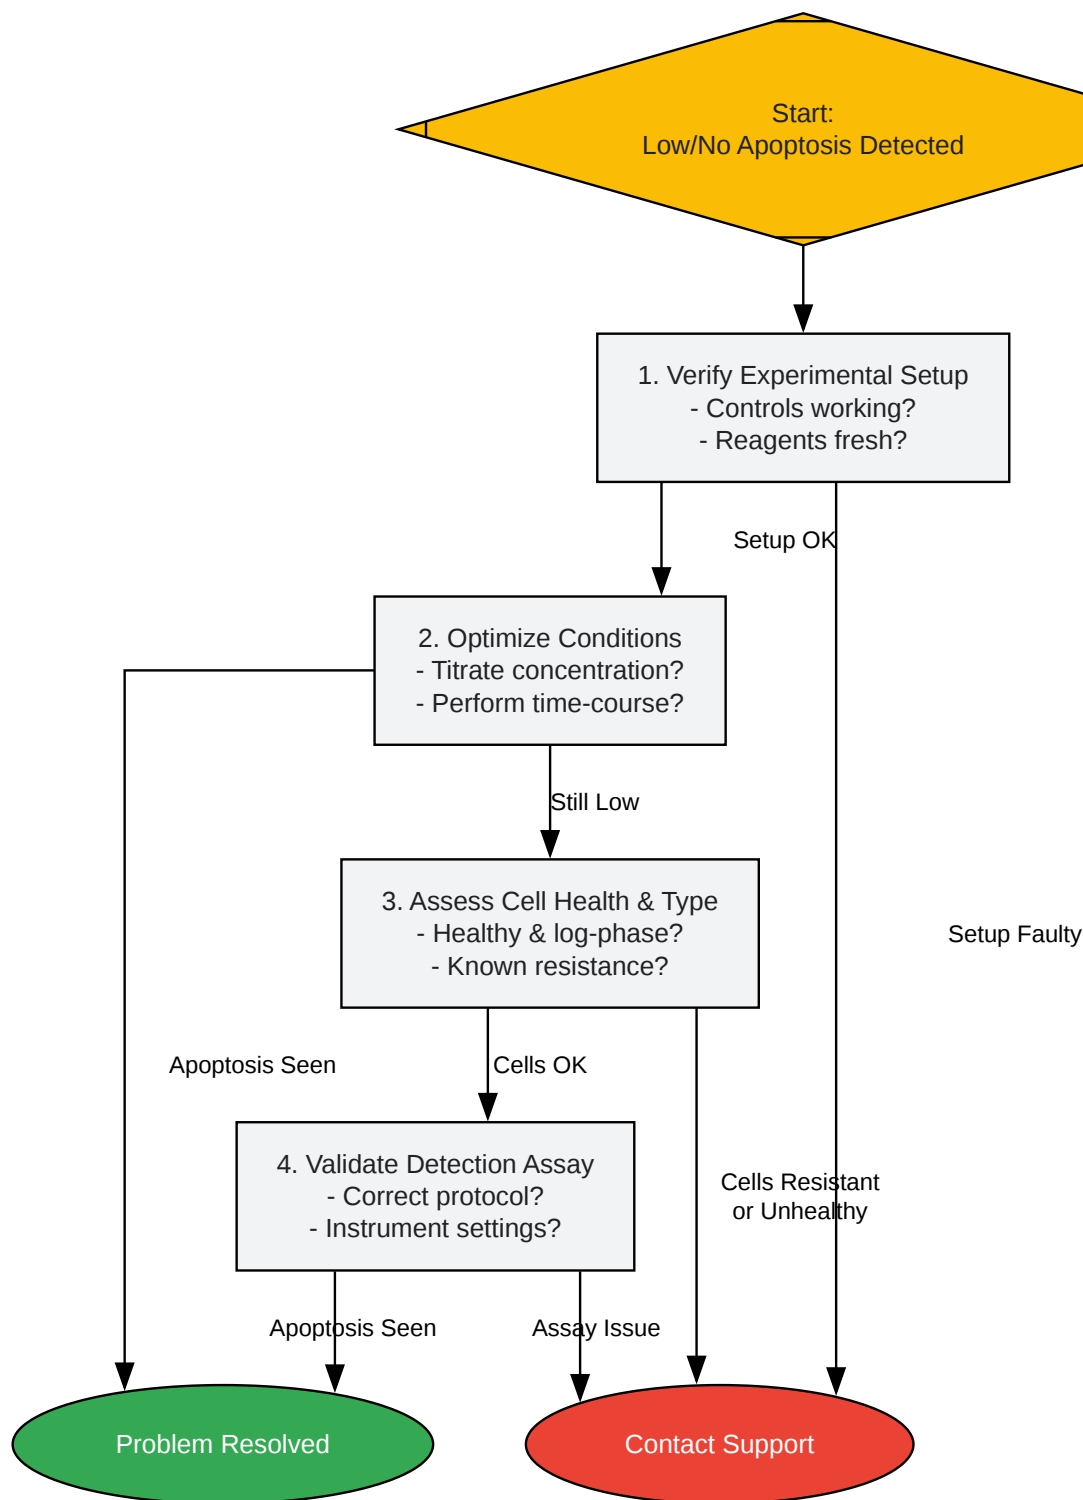 Start:
Low/No Apoptosis Detected
1. Verify Experimental Setup
- Controls working?
- Reagents fresh?
Setup OK
2. Optimize Conditions
- Titrate concentration?
- Perform time-course?
Still Low
3. Assess Cell Health & Type
- Healthy & log-phase?
- Known resistance?
Setup Faulty
Apoptosis Seen
Cells OK
4. Validate Detection Assay
- Correct protocol?
- Instrument settings?
Cells Resistant
or Unhealthy
Apoptosis Seen
Assay Issue
Problem Resolved
Contact Support